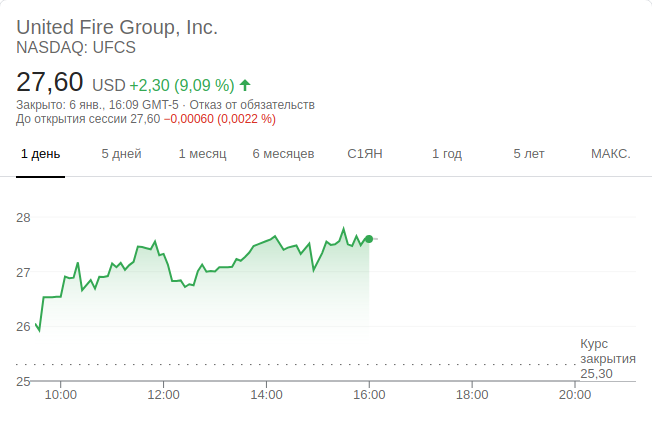 United Fire Group, Inc.
NASDAQ: UFCS
27,60 USD +2,30 (9,09 %)
Закрыто: 6 янв., 16:09 GMT-5 · Отказ от обязательств
До открытия сессии 27,60 −0,00060 (0,0022 %)
1 день 5 дней 1 месяц 6 месяцев С1ЯН 1 год 5 лет МАКС.
28
27
26
Курс
закрытия
25,30
25
10:00 12:00 14:00 16:00 18:00 20:00